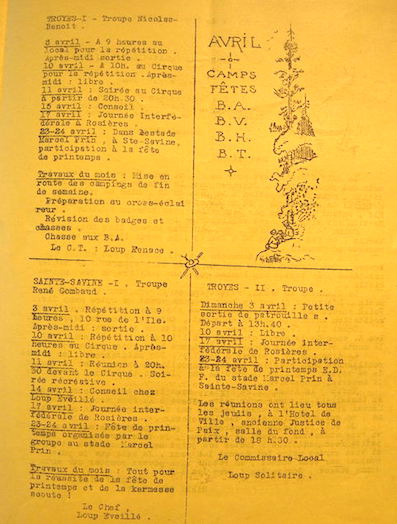 TROYES-I - Troupe Nicolas-
Benoit .
3 avril - A 9 heures au
local pour la répétition .
Après-midi sortie .
10 avril - A 10h. au Cirque
pour la répétition .Après-
midi : libre .
11 avril : Soirée au Cirque
à partir de 20h.30 .
15 avril : Conseil .
17 avril : Journée Interfé-
dérale à Rosières .
23-24 avril : Dans le stade
Marcel PRIN , à Ste-Savine,
participation à la fête
de printemps .
Travaux du mois : Mise en
route des campings de fin
de semaine.
Préparation au cross-éclai
reur .
Révision des badges et
chasses .
Chasse aux B.A.
Le C.T. : Loup Menace .
AVRIL
CAMPS
FÊTES
B.A.
B.V.
B.H.
B.T.
SAINTE-SAVINE -I . Troupe
René Gombaud .
3 avril . Répétition à 9
heures , 10 rue de l'Ile.
Après-midi : sortie .
10 avril : Répétition à 10
heures au Cirque . Après-
midi : libre .
11 avril : Réunion à 20h.
30 devant le Cirque . Soi-
rée récréative .
14 avril : Conseil chez
Loup Eveillé .
17 avril : Journée inter-
fédérale de Rosières .
23-24 avril : Fête de prin-
temps organisée par le
groupe au stade Marcel
Prin .
Travaux du mois : Tout pour
la réussite de la fête de
printemps et de la kermesse
scoute !
Le Chef ,
Loup Eveillé .
TROYES - II . Troupe .
Dimanche 3 avril : Petite
sortie de patrouille s .
Départ à 13h.40 .
10 avril : Libre .
17 avril : Journée inter-
fédérale de Rosières .
23-24 avril : Participation
à la fête de printemps E.D.
F. du stade Marcel Prin à
Sainte-Savine .
Les réunions ont lieu tous
les jeudis , à l'Hotel de
Ville , ancienne Justice de
Paix , salle du fond , à
partir de 18 h.30 .
Le Commissaire Local
Loup Solitaire .